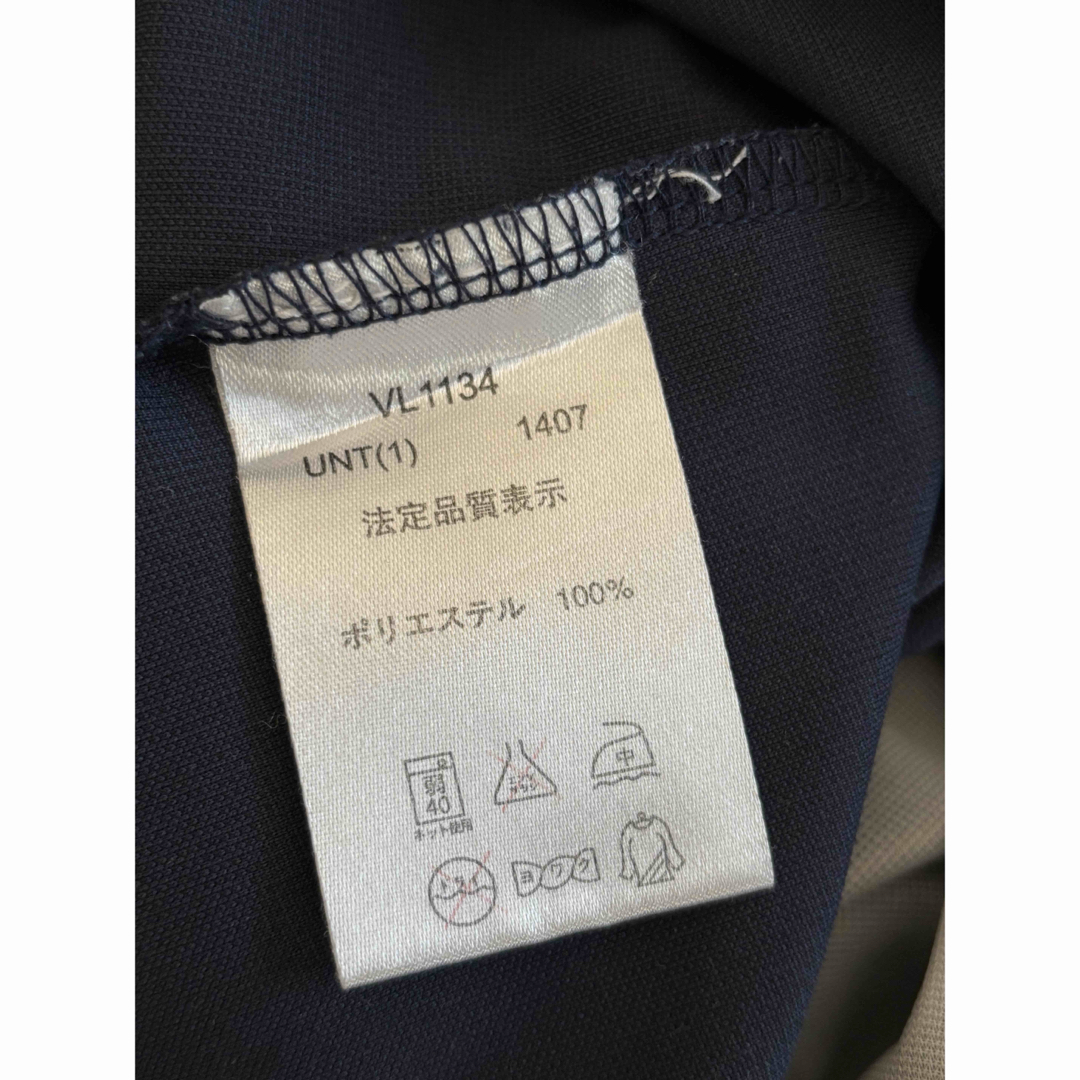 VL1134
UNT(1) 1407
法定品質表示
ポリエステル 100%
弱
40
ネット使用
中
ドライ
ヨワク